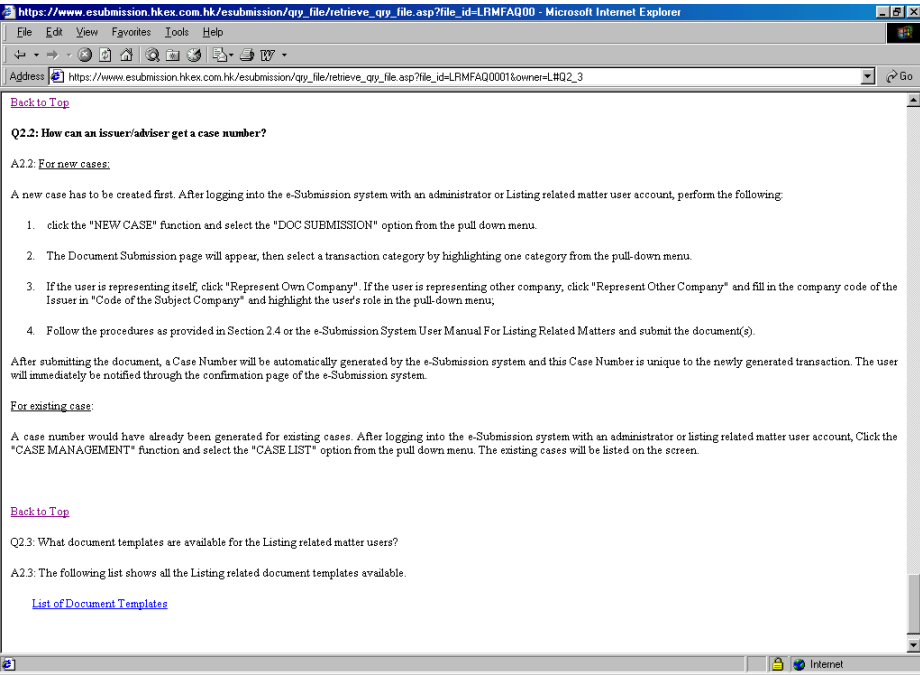 https://www.esubmission.hkex.com.hk/esubmission/qry_file/retrieve_qry_file.asp?file_id=LRMFAQ00 - Microsoft Internet Explorer
File Edit View Favorites Tools Help
Address https://www.esubmission.hkex.com.hk/esubmission/qry_file/retrieve_qry_file.asp?file_id=LRMFAQ0001&owner=L#Q2_3 Go
Back to Top
Q2.2: How can an issuer/adviser get a case number?
A2.2: For new cases:
A new case has to be created first. After logging into the e-Submission system with an administrator or Listing related matter user account, perform the following:
1. click the "NEW CASE" function and select the "DOC SUBMISSION" option from the pull down menu.
2. The Document Submission page will appear, then select a transaction category by highlighting one category from the pull-down menu.
3. If the user is representing itself, click "Represent Own Company". If the user is representing other company, click "Represent Other Company" and fill in the company code of the
Issuer in "Code of the Subject Company" and highlight the user's role in the pull-down menu;
4. Follow the procedures as provided in Section 2.4 or the e-Submission System User Manual For Listing Related Matters and submit the document(s).
After submitting the document, a Case Number will be automatically generated by the e-Submission system and this Case Number is unique to the newly generated transaction. The user
will immediately be notified through the confirmation page of the e-Submission system.
For existing case:
A case number would have already been generated for existing cases. After logging into the e-Submission system with an administrator or listing related matter user account, Click the
"CASE MANAGEMENT" function and select the "CASE LIST" option from the pull down menu. The existing cases will be listed on the screen.
Back to Top
Q2.3: What document templates are available for the Listing related matter users?
A2.3: The following list shows all the Listing related document templates available.
List of Document Templates
Internet